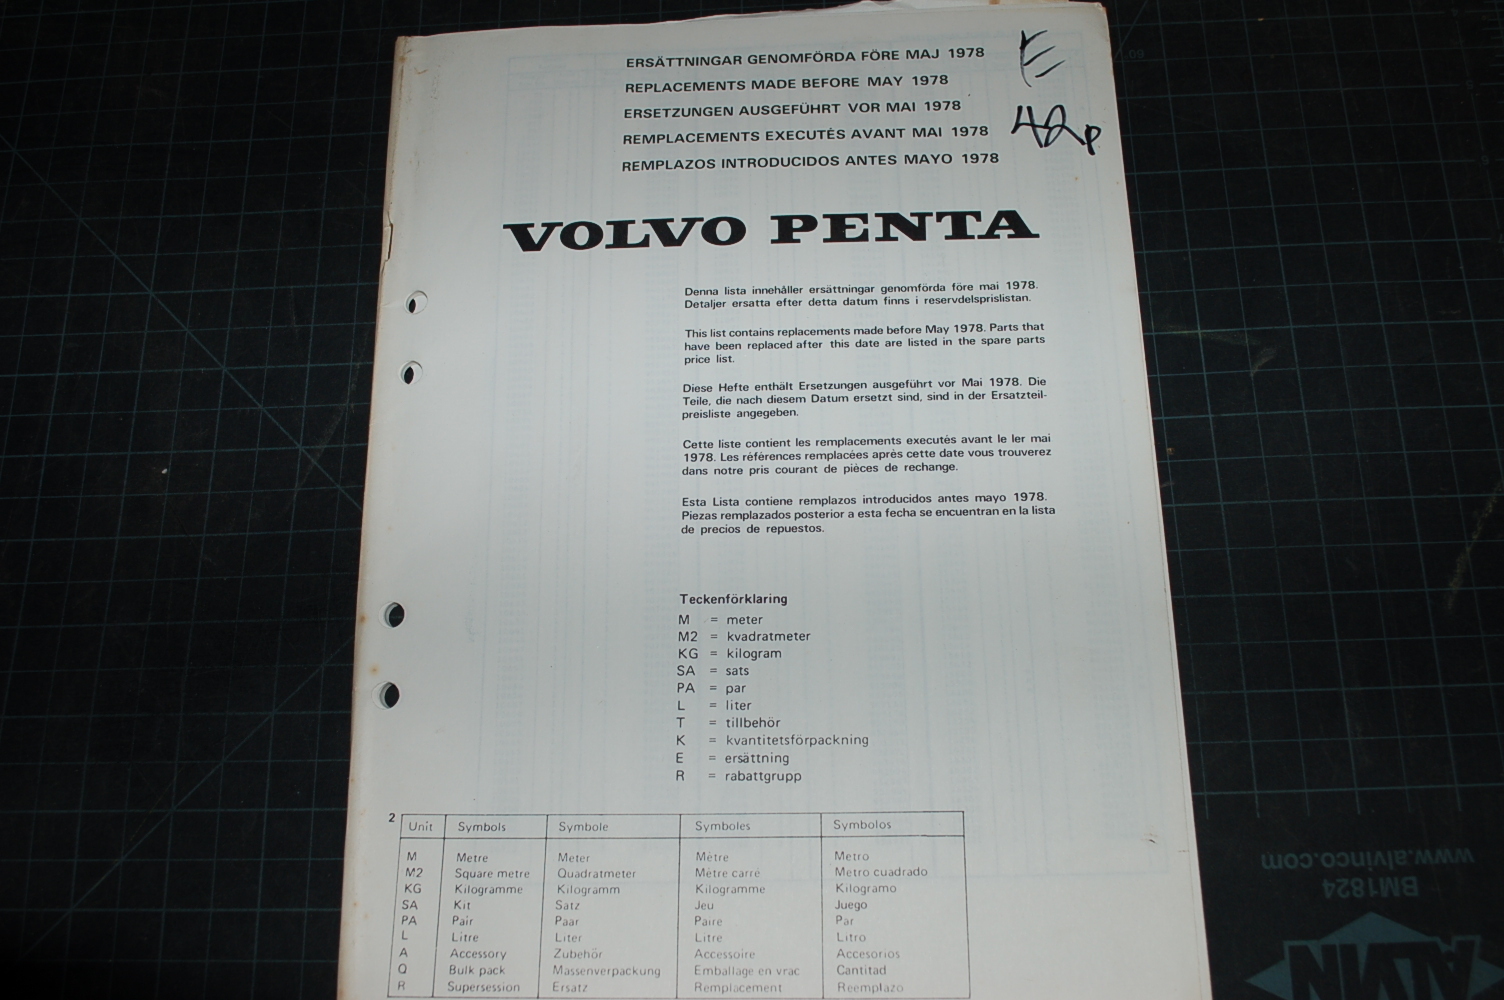 ERSÄTTNINGAR GENOMFÖRDA FÖRE MAJ 1978
REPLACEMENTS MADE BEFORE MAY 1978
ERSETZUNGEN AUSGEFÜHRT VOR MAI 1978
REMPLACEMENTS EXECUTÉS AVANT MAI 1978
REMPLAZOS INTRODUCIDOS ANTES MAYO 1978
E
42p
VOLVO PENTA
Denna lista innehåller ersättningar genomförda före mai 1978.
Detaljer ersatta efter detta datum finns i reservdelsprislistan.
This list contains replacements made before May 1978. Parts that
have been replaced after this date are listed in the spare parts
price list.
Diese Hefte enthält Ersetzungen ausgeführt vor Mai 1978. Die
Teile, die nach diesem Datum ersetzt sind, sind in der Ersatzteil-
preisliste angegeben.
Cette liste contient les remplacements executés avant le ler mai
1978. Les références remplacées après cette date vous trouverez
dans notre pris courant de pièces de rechange.
Esta Lista contiene remplazos introducidos antes mayo 1978.
Piezas remplazados posterior a esta fecha se encuentran en la lista
de precios de repuestos.
Teckenförklaring
M = meter
M2 = kvadratmeter
KG = kilogram
SA = sats
PA = par
L = liter
T = tillbehör
K = kvantitetsförpackning
E = ersättning
R = rabattgrupp
2
Unit Symbols Symbole Symboles Symbolos
M Metre Meter Mètre Metro
M2 Square metre Quadratmeter Mètre carré Metro cuadrado
KG Kilogramme Kilogramm Kilogramme Kilogramo
SA Kit Satz Jeu Juego
PA Pair Paar Paire Par
L Litre Liter Litre Litro
A Accessory Zubehör Accessoire Accesorios
Q Bulk pack Massenverpackung Emballage en vrac Cantitad
R Supersession Ersatz Remplacement Reemplazo
www.alvinco.com
BM1824
ALVIN